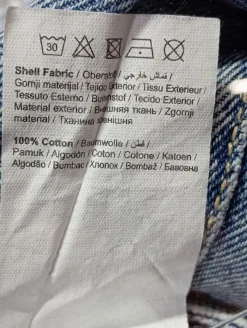 30
Shell Fabric / Oberstoff / قماش خارجي /
Gornji materijal / Tejido Exterior / Tissu Exterieur /
Tessuto Esterno / Bulenstof / Tecido Exterior
Material exterior / Вишняя ткань / Zgornji
material / Тканина зовнішня
100% Cotton / Baumwolle / قطن /
Pamuk / Algodón / Coton / Cotone / Katoen /
Algodão / Bumbac / Хлопок / Bombaž / Бавовна